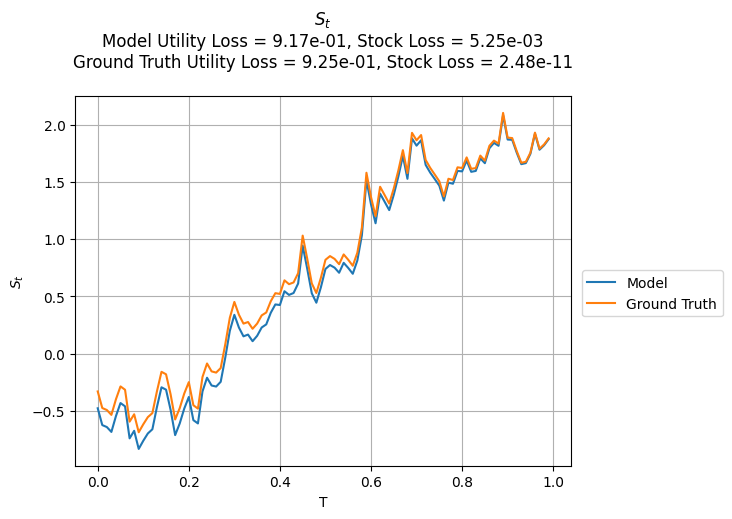 S_t
Model Utility Loss = 9.17e-01, Stock Loss = 5.25e-03
Ground Truth Utility Loss = 9.25e-01, Stock Loss = 2.48e-11
2.0
1.5
1.0
0.5
0.0
−0.5
S_t
0.0 0.2 0.4 0.6 0.8 1.0
T
Model
Ground Truth